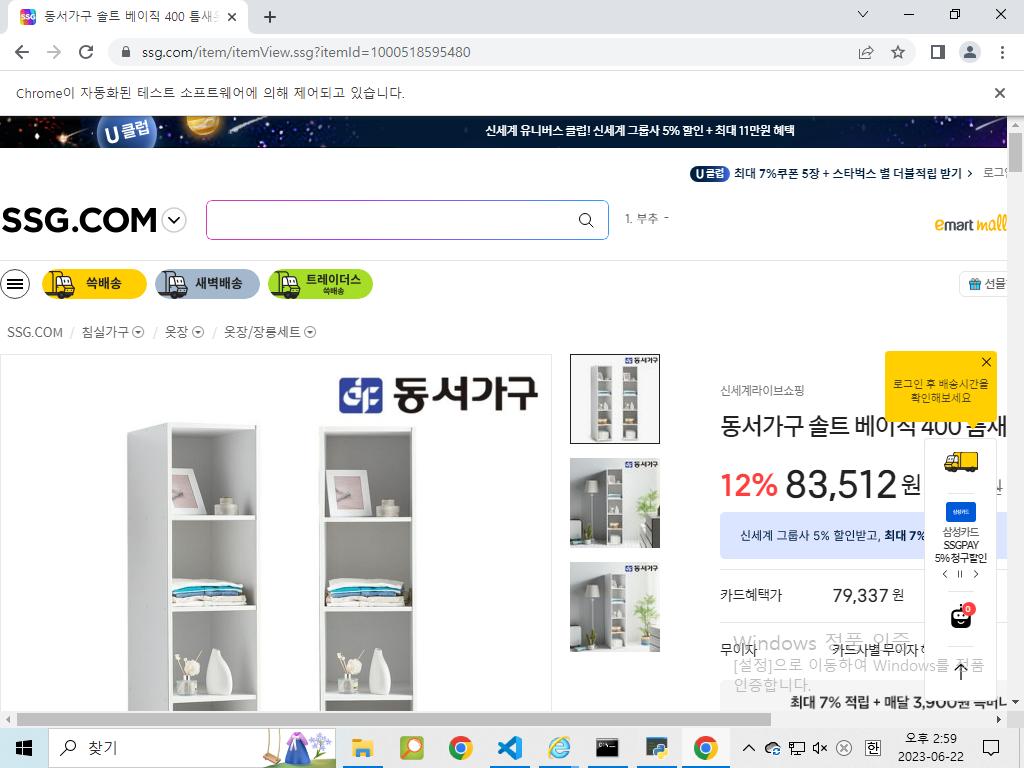 동서가구 솔트 베이직 400 틈새
ssg.com/item/itemView.ssg?itemId=1000518595480
Chrome이 자동화된 테스트 소프트웨어에 의해 제어되고 있습니다.
U 클럽
신세계 유니버스 클럽! 신세계 그룹사 5% 할인 + 최대 11만원 혜택
U 클럽 최대 7%쿠폰 5장 + 스타벅스 별 더블적립 받기 > 로그인
SSG.COM
1. 부추 -
emart mall
쓱배송
새벽배송
트레이더스
쓱배송
선물
SSG.COM / 침실가구 / 옷장 / 옷장/장롱세트
동서가구
동서가구
동서가구
동서가구
신세계라이브쇼핑
로그인 후 배송시간을
확인해보세요
동서가구 솔트 베이직 400 틈새
12% 83,512원
원
신세계 그룹사 5% 할인받고, 최대 7%
삼성카드
삼성카드
SSGPAY
5% 청구할인
카드혜택가 79,337 원
0
무이자 카드사별 무이자
Windows 정품 인증
[설정]으로 이동하여 Windows를 정품
인증합니다.
최대 7% 적립 + 매달 3,900원
찾기
한
오후 2:59
2023-06-22